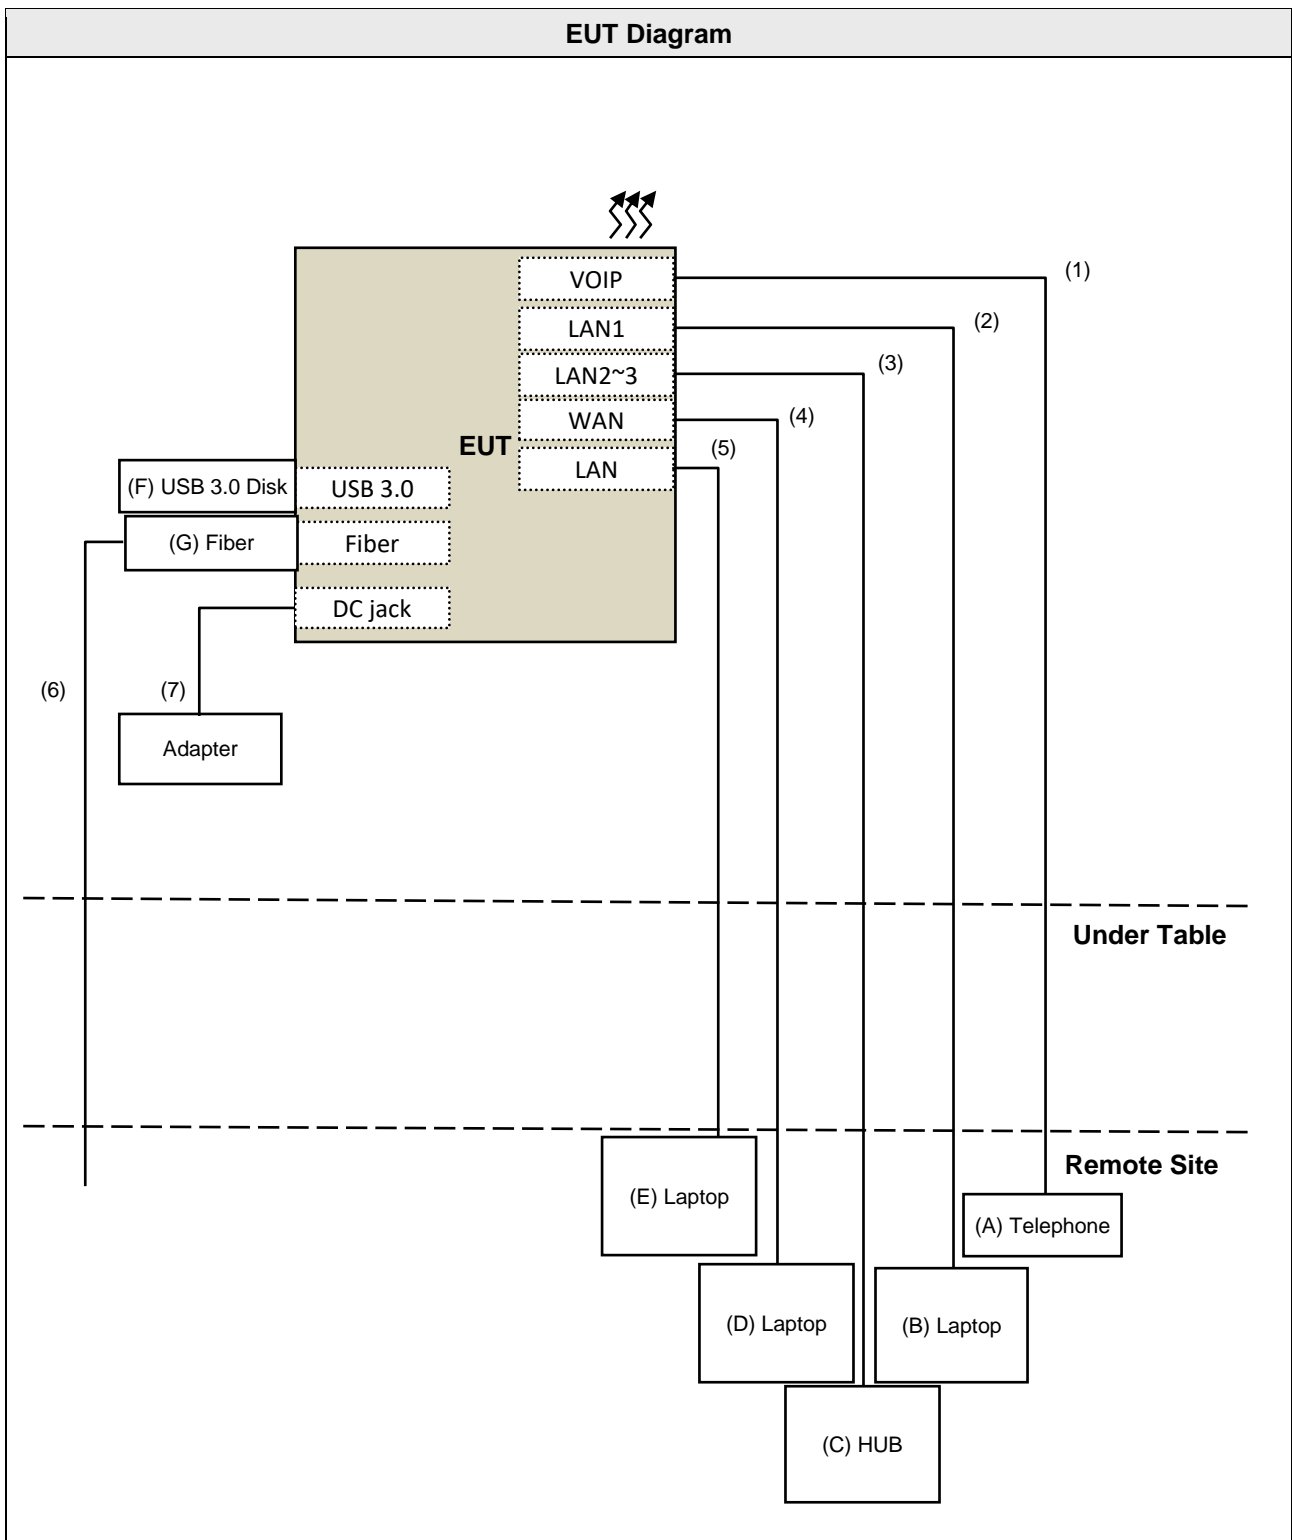 EUT Diagram
VOIP
(1)
LAN1
(2)
LAN2~3
(3)
WAN
(4)
EUT
(5)
LAN
(F) USB 3.0 Disk
USB 3.0
(G) Fiber
Fiber
DC jack
(6)
(7)
Adapter
Under Table
Remote Site
(E) Laptop
(A) Telephone
(D) Laptop
(B) Laptop
(C) HUB